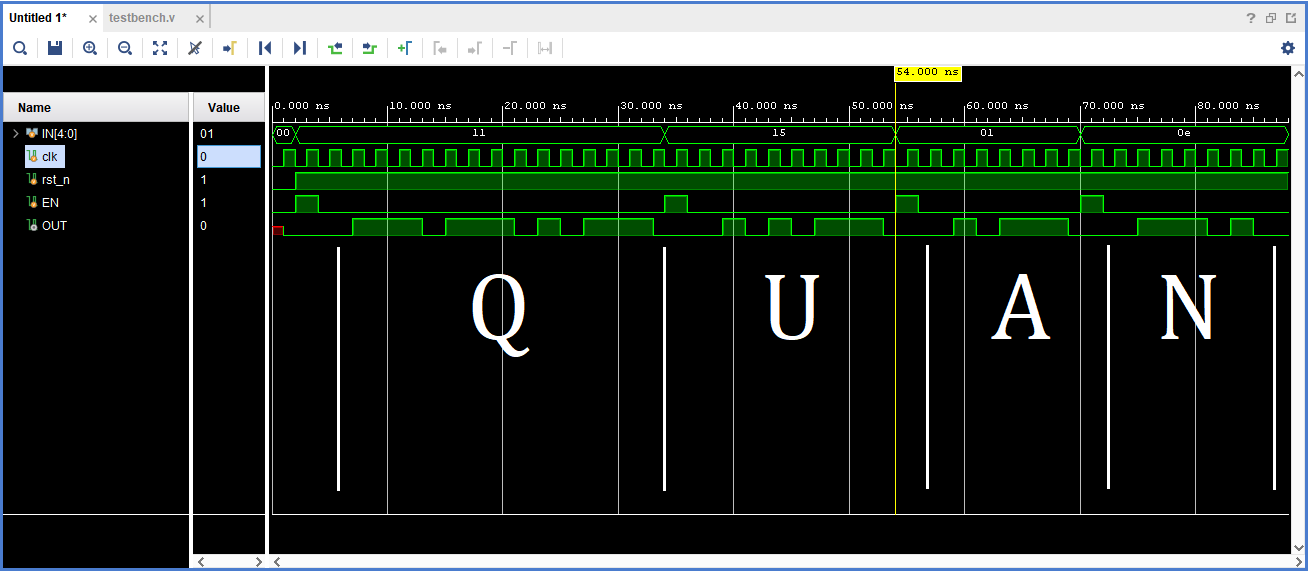 Untitled 1*
testbench.v
54.000 ns
Name
Value
0.000 ns
10.000 ns
20.000 ns
30.000 ns
40.000 ns
50.000 ns
60.000 ns
70.000 ns
80.000 ns
IN[4:0]
01
00
11
15
01
0e
clk
0
rst_n
1
EN
1
OUT
0
Q U A N